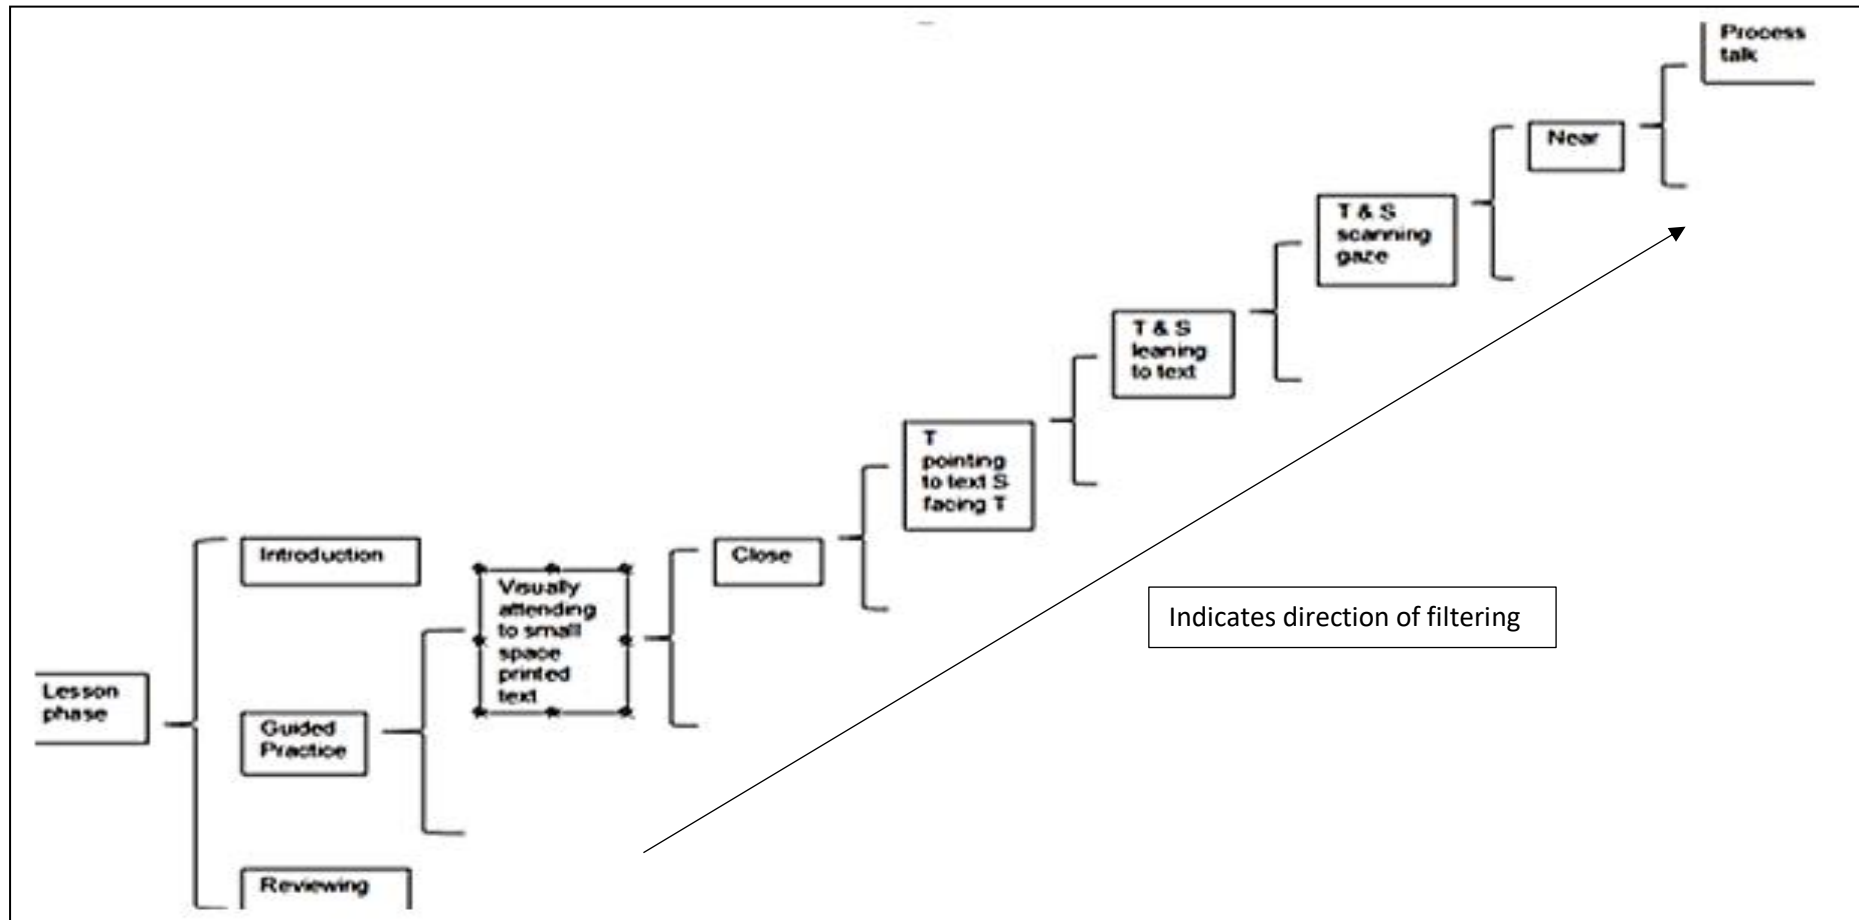 Process
talk
Near
T & S
scanning
gaze
T & S
leaning
to text
T
pointing
to text S
facing T
Introduction
Close
Visually
attending
to small
space
printed
text
Indicates direction of filtering
Lesson
phase
Guided
Practice
Reviewing